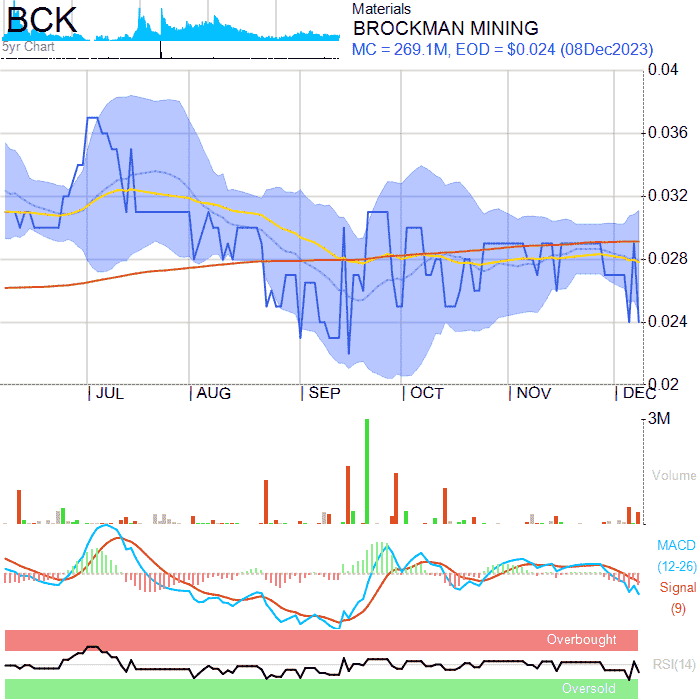 BCK
5yr Chart
Materials
BROCKMAN MINING
MC = 269.1M, EOD = $0.024 (08Dec2023)
0.04
0.036
0.032
0.028
0.024
0.02
JUL AUG SEP OCT NOV DEC
3M
Volume
MACD
(12-26)
Signal
(9)
Overbought
RSI(14)
Oversold